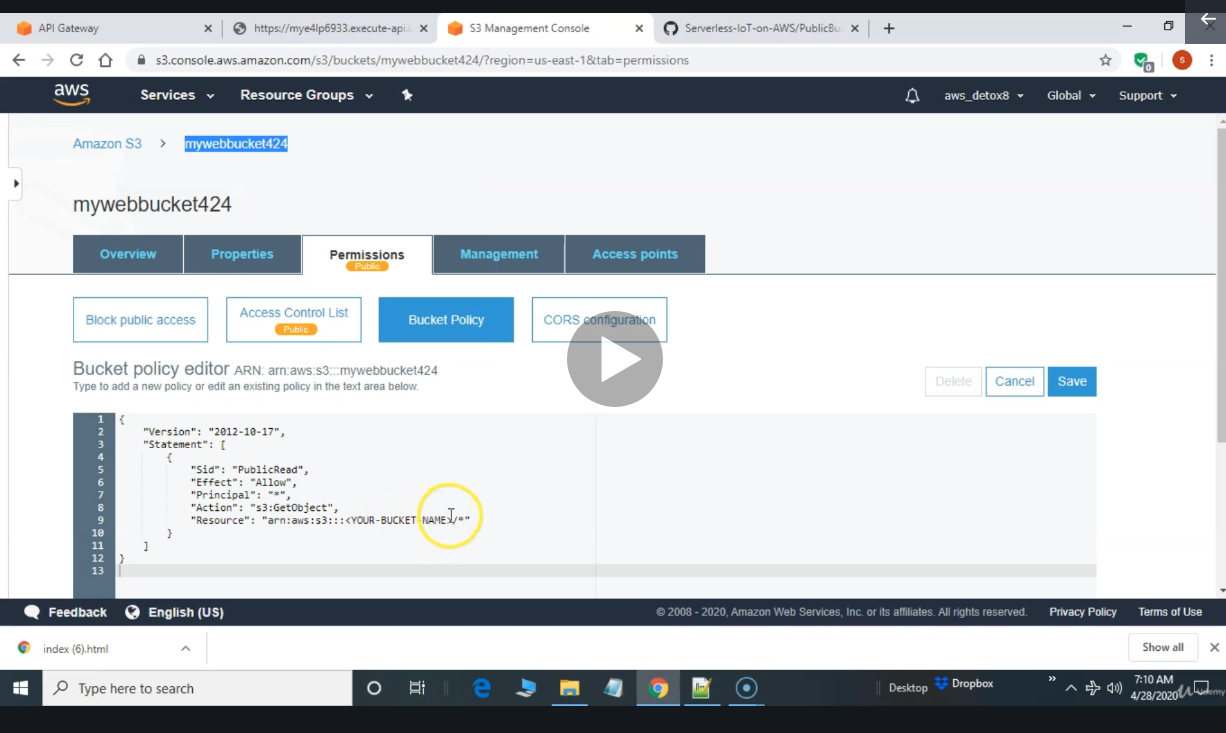 API Gateway
https://mye4lp6933.execute-api.
S3 Management Console
Serverless-IoT-on-AWS/PublicBu
s3.console.aws.amazon.com/s3/buckets/mywebbucket424/?region=us-east-1&tab=permissions
0
S
aws
Services
Resource Groups
aws_detox8
Global
Support
Amazon S3 > mywebbucket424
mywebbucket424
Overview
Properties
Permissions
Public
Management
Access points
Block public access
Access Control List
Public
Bucket Policy
CORS configuration
Bucket policy editor ARN: arn:aws:s3:::mywebbucket424
Type to add a new policy or edit an existing policy in the text area below.
Delete
Cancel
Save
1 {
2 "Version": "2012-10-17",
3 "Statement": [
4 {
5 "Sid": "PublicRead",
6 "Effect": "Allow",
7 "Principal": "*",
8 "Action": "s3:GetObject",
9 "Resource": "arn:aws:s3:::<YOUR-BUCKET-NAME>/*"
10 }
11 ]
12 }
13
Feedback
English (US)
© 2008 - 2020, Amazon Web Services, Inc. or its affiliates. All rights reserved.
Privacy Policy
Terms of Use
index (6).html
Show all
Type here to search
Desktop
Dropbox
7:10 AM
4/28/2020
Udemy